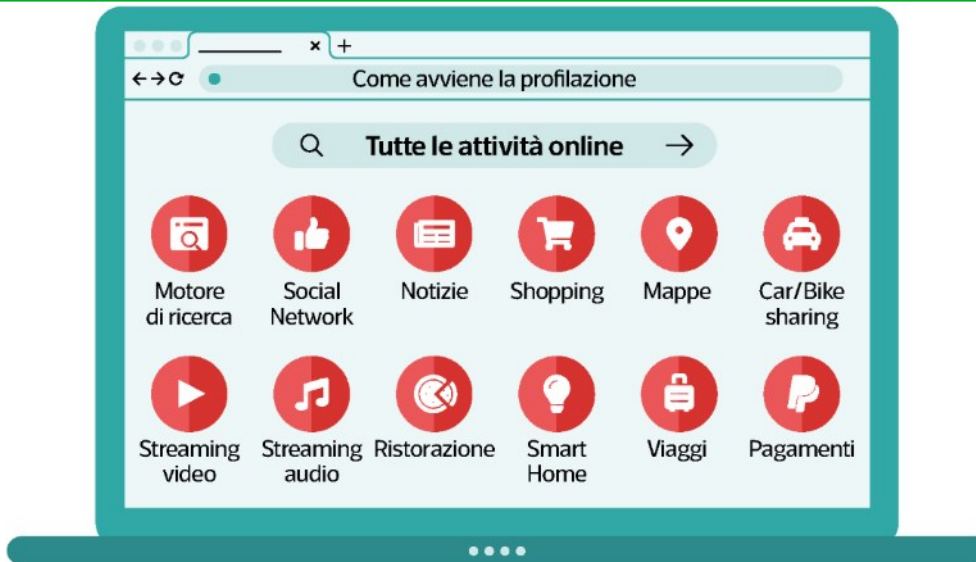 Come avviene la profilazione
Tutte le attività online
Motore
di ricerca
Social
Network
Notizie
Shopping
Mappe
Car/Bike
sharing
Streaming
video
Streaming
audio
Ristorazione
Smart
Home
Viaggi
Pagamenti